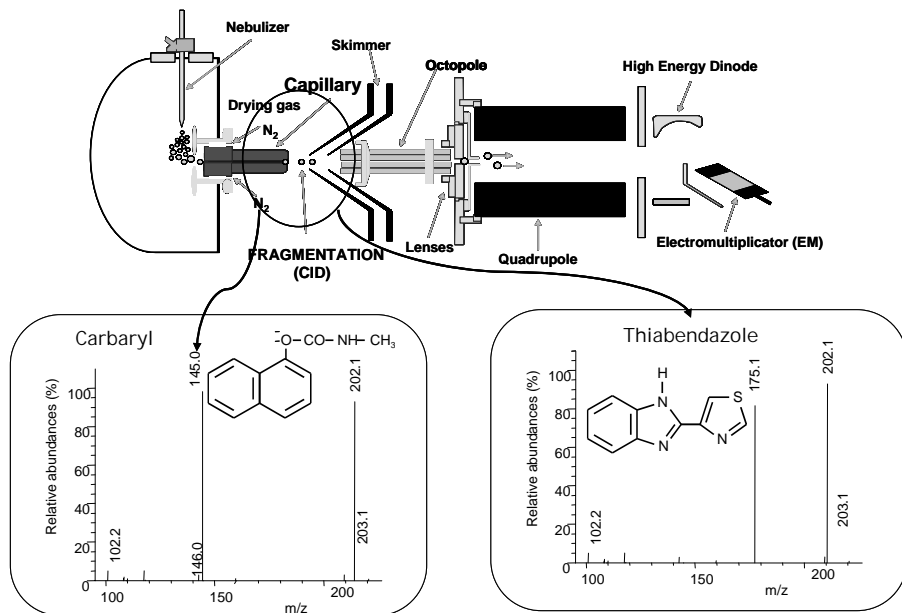 Nebulizer
Skimmer
Octopole
High Energy Dinode
Capillary
Drying gas
N2
N2
FRAGMENTATION
(CID)
Lenses
Quadrupole
Electromultiplicator (EM)
Carbaryl
-O—CO—NH—CH3
145.0
202.1
Relative abundances (%)
100
80
60
40
20
0
102.2
146.0
203.1
100
150
200
m/z
Thiabendazole
H
N
N
S
N
175.1
202.1
Relative abundances (%)
100
80
60
40
20
0
102.2
203.1
100
150
200
m/z